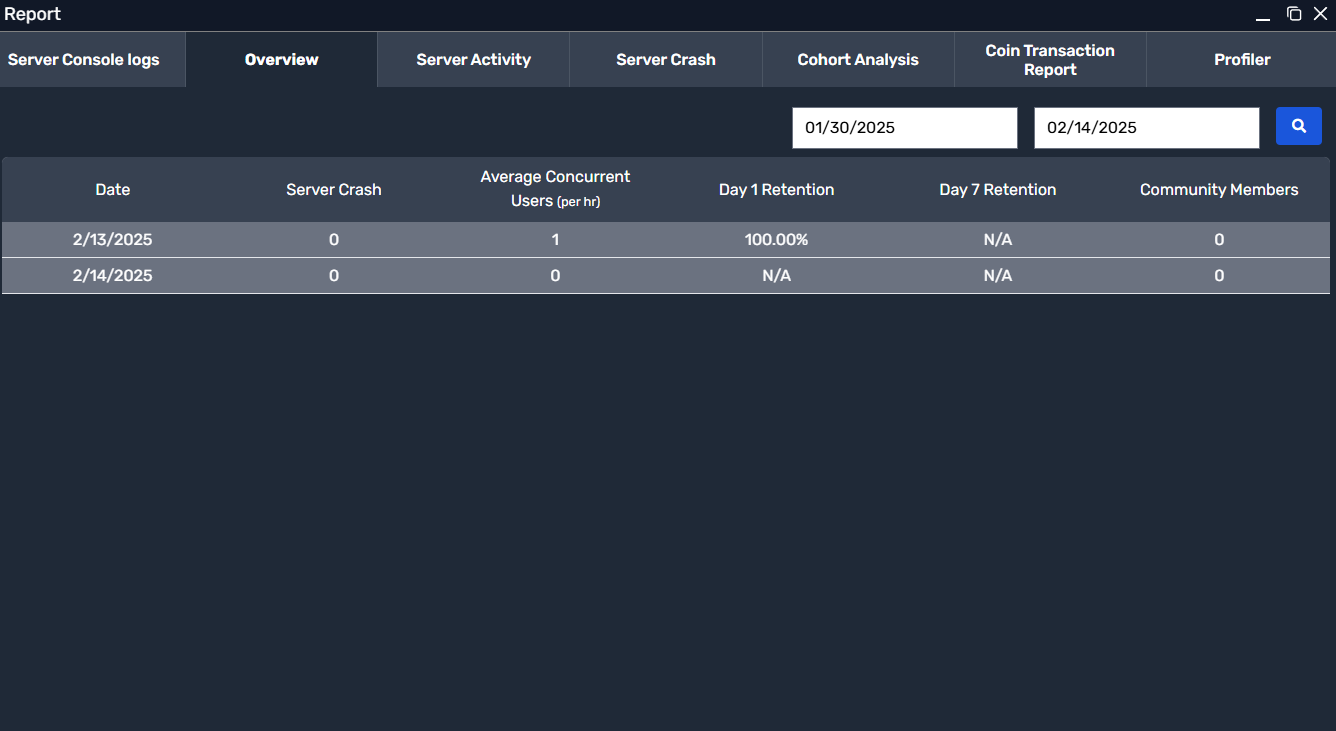 Report
Server Console logs
Overview
Server Activity
Server Crash
Cohort Analysis
Coin Transaction
Report
Profiler
01/30/2025
02/14/2025
Date
Server Crash
Average Concurrent
Users (per hr)
Day 1 Retention
Day 7 Retention
Community Members
2/13/2025 0 1 100.00% N/A 0
2/14/2025 0 0 N/A N/A 0